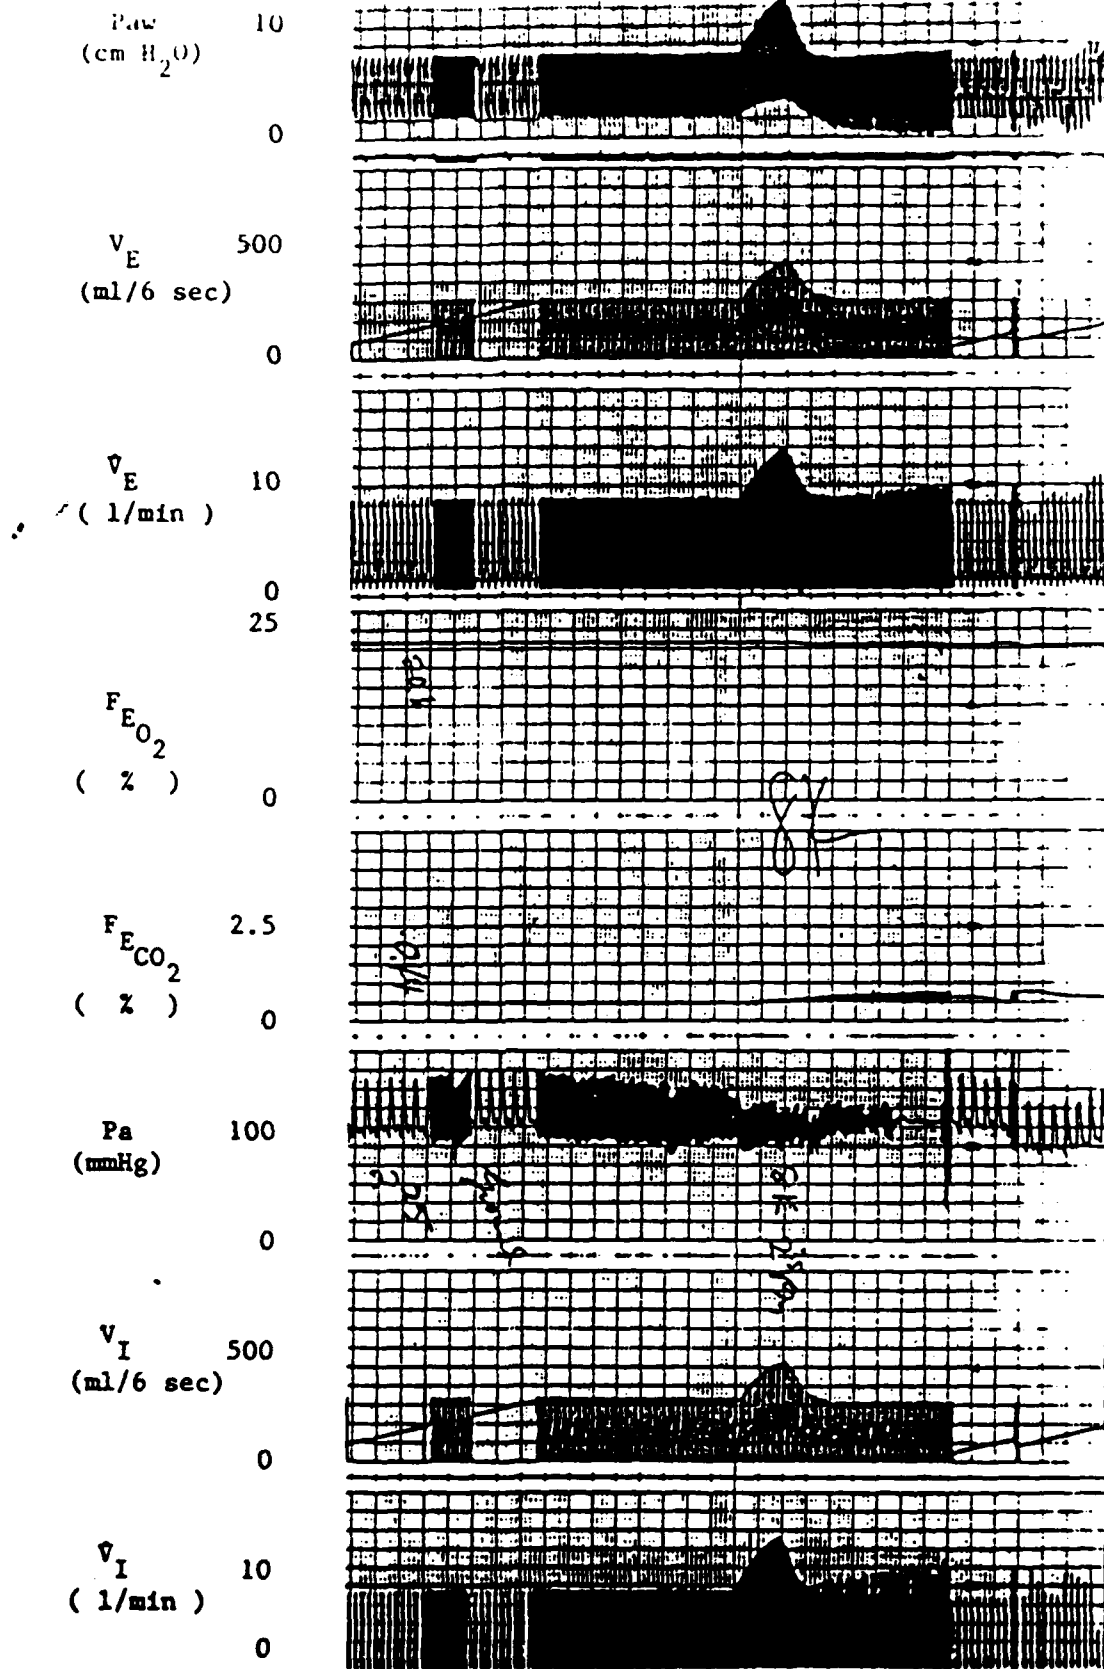 Paw 10
(cm H2O)
0
VE 500
(ml/6 sec)
0
V̂E 10
( l/min )
0
25
FEO2
( % )
0
FECO2 2.5
( % )
0
Pa 100
(mmHg)
0
VI 500
(ml/6 sec)
0
V̂I 10
( l/min )
0